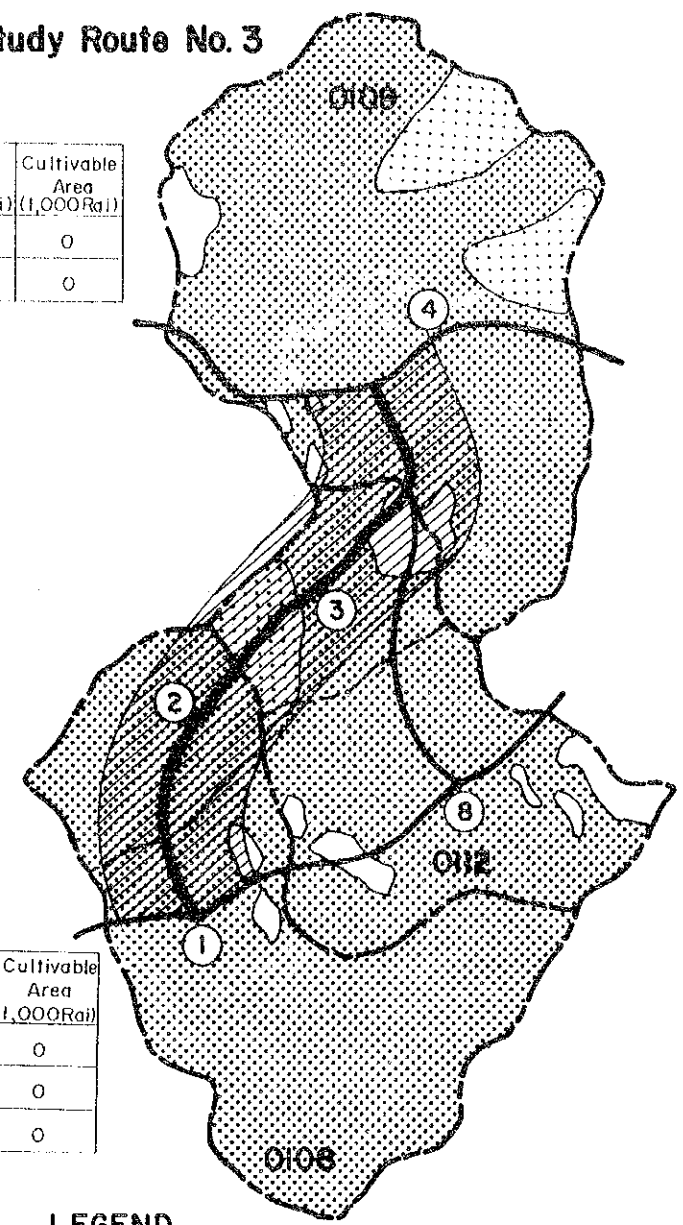 tudy Route No. 3
0109
Cultivable
Area
(1,000Rai)
0
0
4
3
2
8
0112
1
Cultivable
Area
1,000Rai)
0
0
0
0108
LEGEND